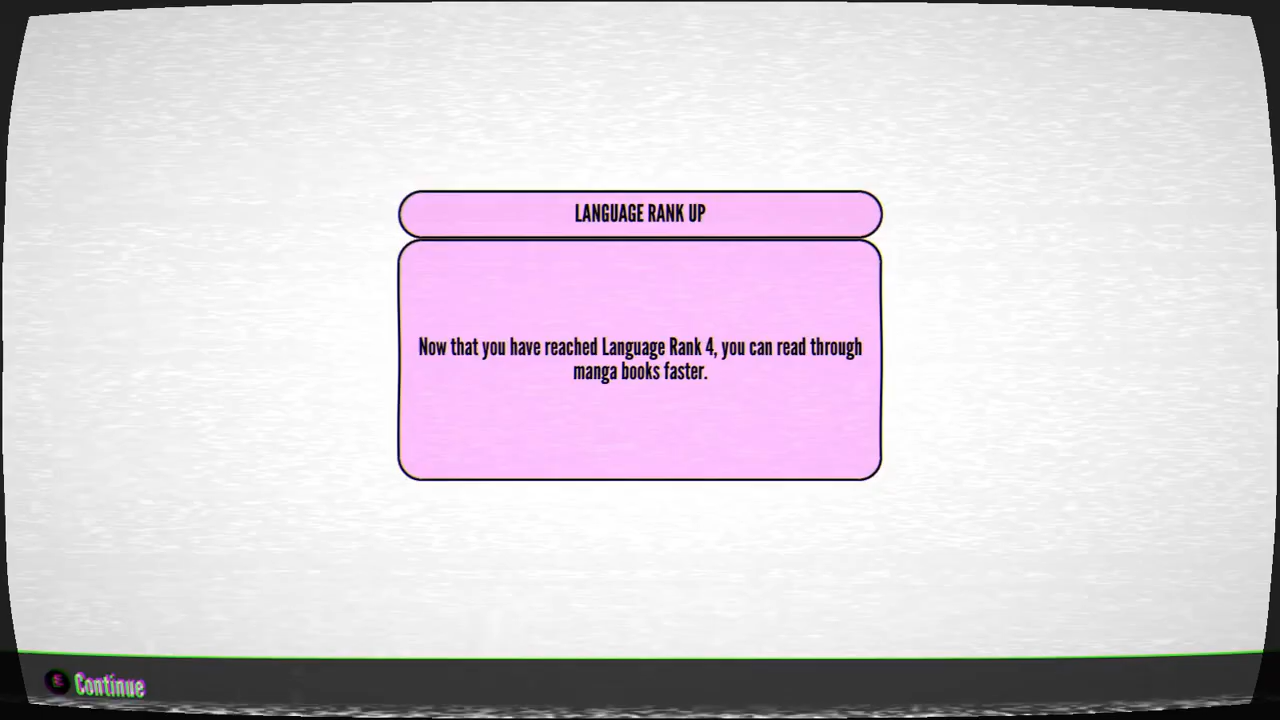 LANGUAGE RANK UP
Now that you have reached Language Rank 4, you can read through
manga books faster.
Continue